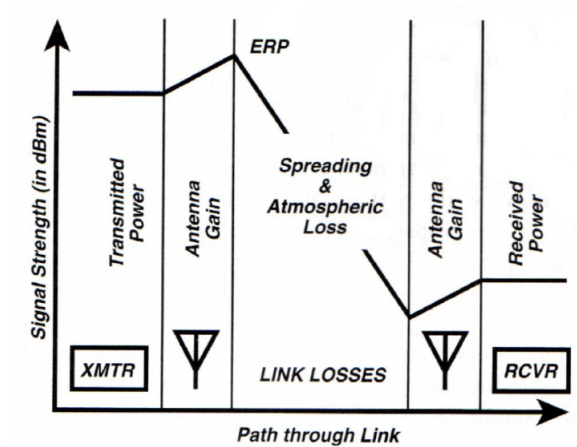 ERP
Signal Strength (in dBm)
Transmitted
Power
Antenna
Gain
Spreading
&
Atmospheric
Loss
Antenna
Gain
Received
Power
XMTR
LINK LOSSES
RCVR
Path through Link